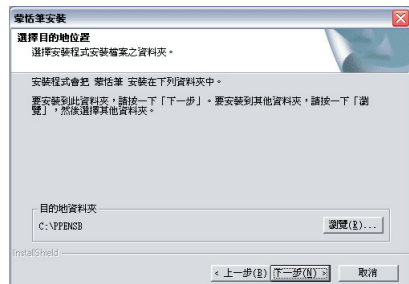 蒙恬筆安裝
選擇目的地位置
選擇安裝程式安裝檔案之資料夾。
安裝程式會把 蒙恬筆 安裝在下列資料夾中。
要安裝到此資料夾，請按一下「下一步」。要安裝到其他資料夾，請按一下「瀏
覽」，然後選擇其他資料夾。
目的地資料夾
C:\PPENSB
瀏覽(R)...
InstallShield
< 上一步(B)
下一步(N) >
取消